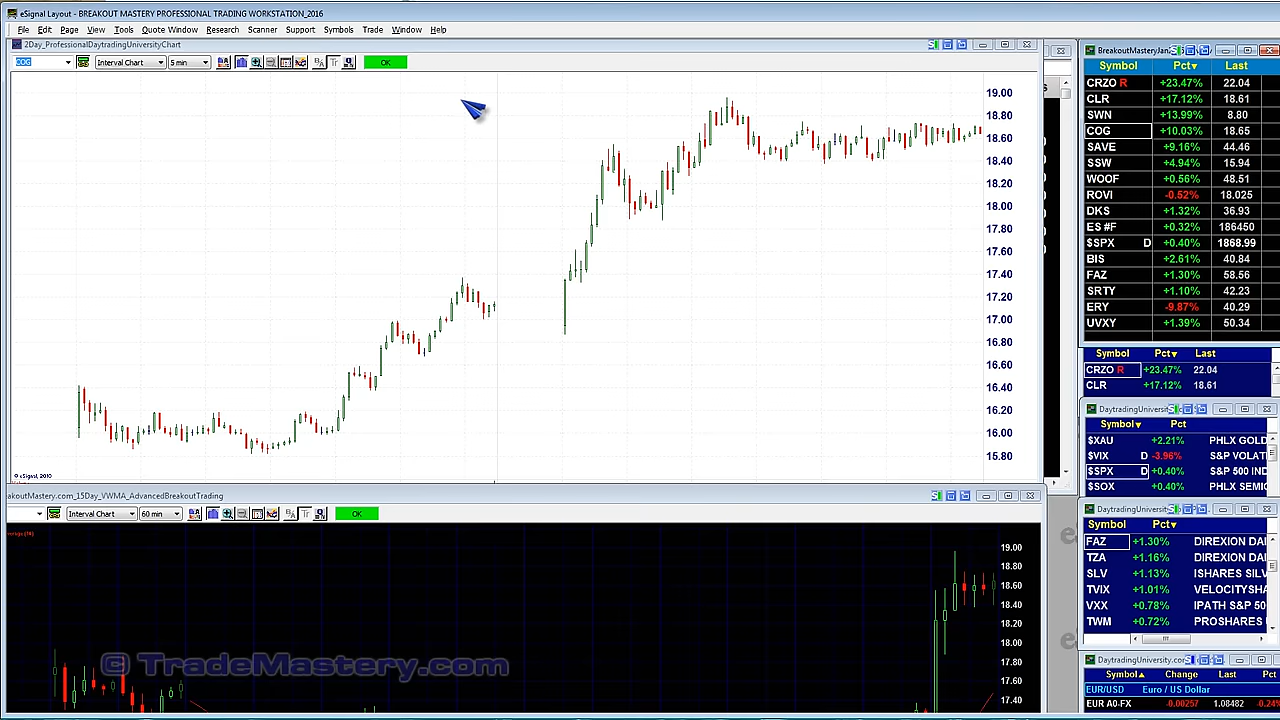 eSignal Layout - BREAKOUT MASTERY PROFESSIONAL TRADING WORKSTATION_2016
File Edit Page View Tools Quote Window Research Scanner Support Symbols Trade Window Help
2Day_ProfessionalDaytradingUniversityChart
COG Interval Chart 5 min OK
19.00
18.80
18.60
18.40
18.20
18.00
17.80
17.60
17.40
17.20
17.00
16.80
16.60
16.40
16.20
16.00
15.80
© eSignal, 2010
akoutMastery.com_15Day_VWMA_AdvancedBreakoutTrading
Interval Chart 60 min OK
19.00
18.80
18.60
18.40
18.20
18.00
17.80
17.60
17.40
© TradeMastery.com
BreakoutMasteryJan
Symbol Pct▼ Last
CRZO R +23.47% 22.04
CLR +17.12% 18.61
SWN +13.99% 8.80
COG +10.03% 18.65
SAVE +9.16% 44.46
SSW +4.94% 15.94
WOOF +0.56% 48.51
ROVI -0.52% 18.025
DKS +1.32% 36.93
ES #F +0.32% 186450
$SPX D +0.40% 1868.99
BIS +2.61% 40.84
FAZ +1.30% 58.56
SRTY +1.10% 42.23
ERY -9.87% 40.29
UVXY +1.39% 50.34
Symbol Pct▼ Last
CRZO R +23.47% 22.04
CLR +17.12% 18.61
DaytradingUniversit
Symbol▼ Pct
$XAU +2.21% PHLX GOLD
$VIX D -3.96% S&P VOLAT
$SPX D +0.40% S&P 500 IND
$SOX +0.40% PHLX SEMIC
DaytradingUniversit
Symbol Pct▼
FAZ +1.30% DIREXION DAI
TZA +1.16% DIREXION DAI
SLV +1.13% ISHARES SILV
TVIX +1.01% VELOCITYSHA
VXX +0.78% IPATH S&P 50
TWM +0.72% PROSHARES
DaytradingUniversity.com
Symbol▲ Change Last Pct
EUR/USD Euro / US Dollar
EUR A0-FX -0.00257 1.08482 -0.24